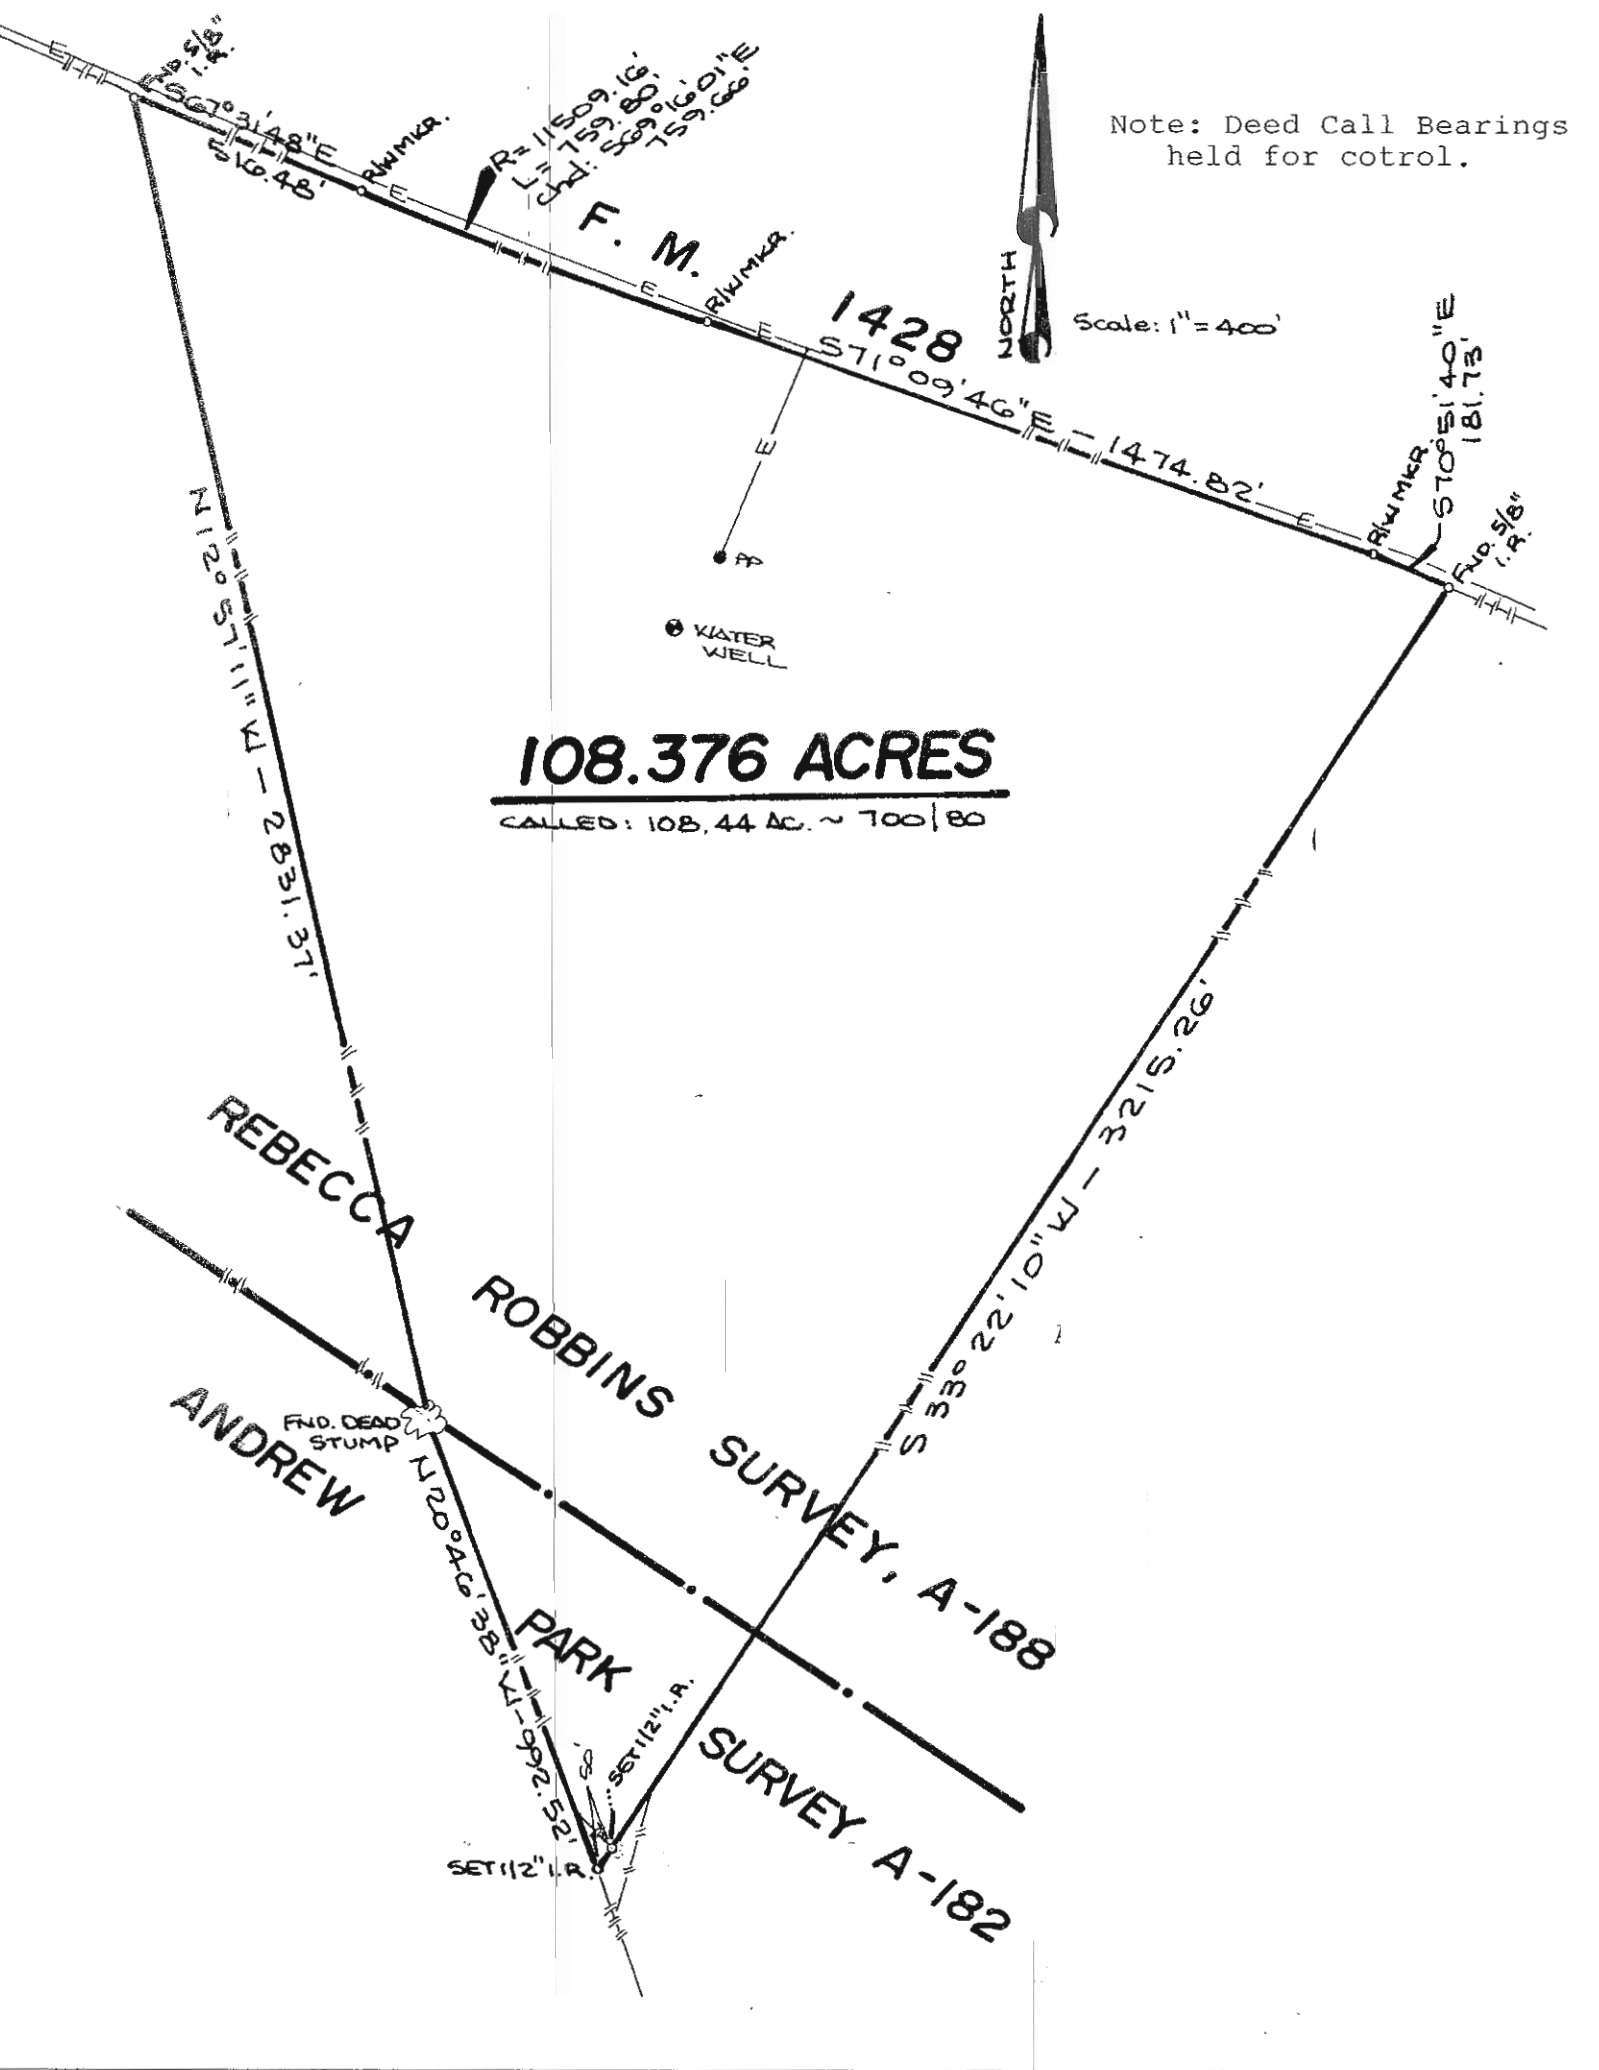 FND. 5/8"
I.R.
S67°31'48"E
516.48'
R/W MKR.
R=11509.16'
L=759.80'
Chd: S69°16'01"E
759.66'
F. M. 1428
R/W MKR.
Note: Deed Call Bearings
held for cotrol.
NORTH
Scale: 1"=400'
S71°09'46"E - 1474.82'
R/W MKR.
S70°51'40"E
181.73'
FND. 5/8"
I.R.
E
E
E
E
E
E
PP
WATER
WELL
N12°57'11"W - 2831.37'
108.376 ACRES
CALLED: 108.44 AC. ~ 700/80
S 33° 22' 10" W - 3215.26'
REBECCA ROBBINS SURVEY, A-188
FND. DEAD
STUMP
ANDREW PARK SURVEY A-182
N20°46'38"W - 992.52'
50'
SET 1/2" I.R.
SET 1/2" I.R.